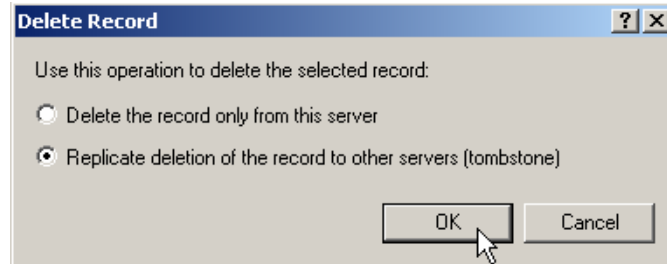 Delete Record
Use this operation to delete the selected record:
Delete the record only from this server
Replicate deletion of the record to other servers (tombstone)
OK Cancel